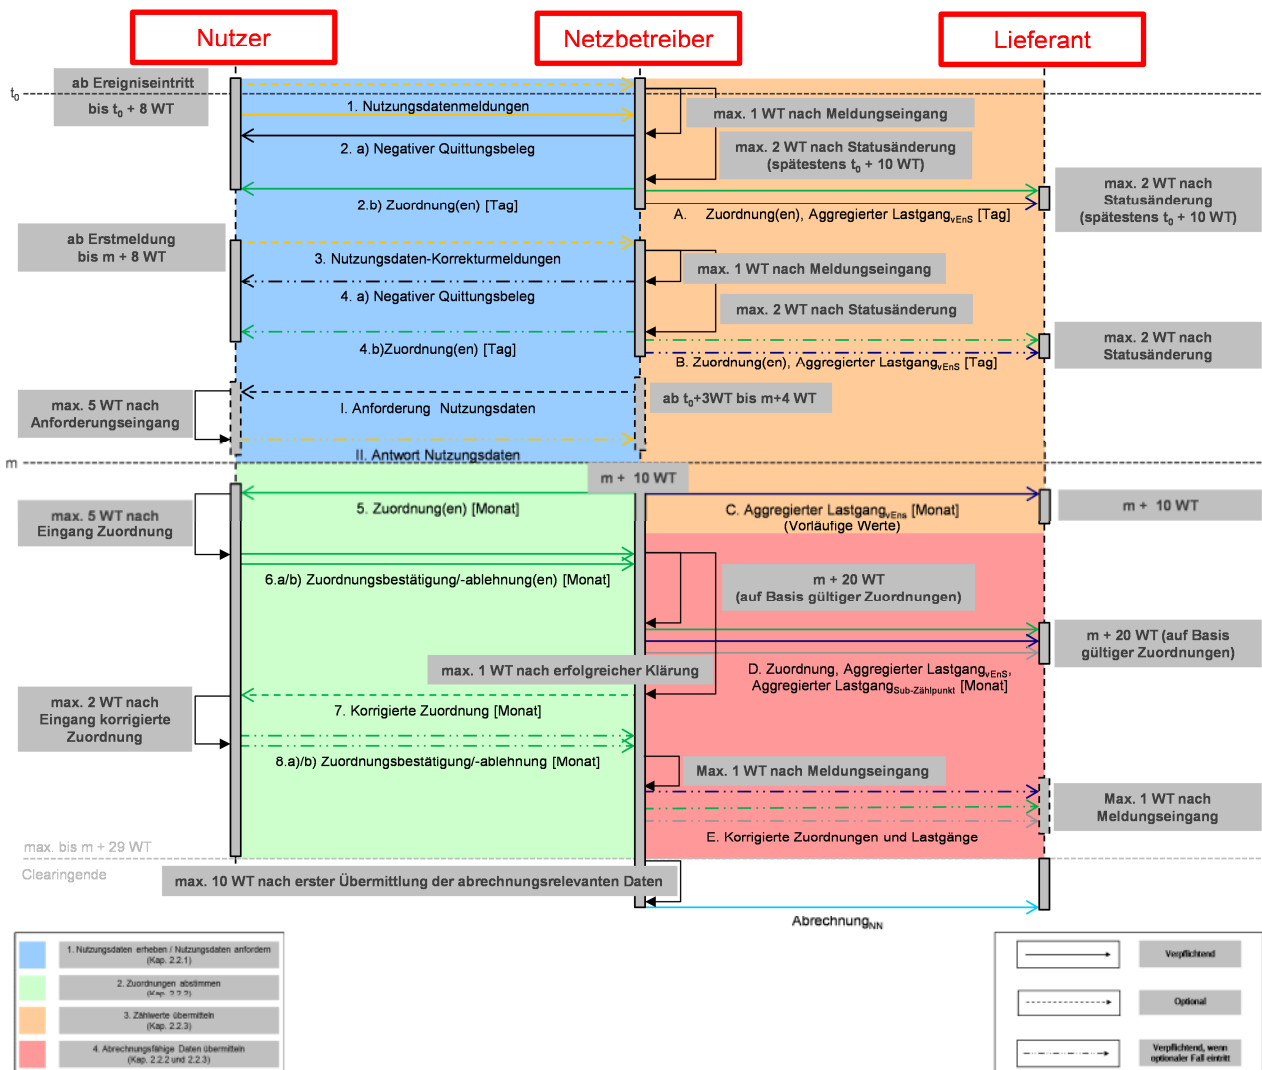 Nutzer
Netzbetreiber
Lieferant
ab Ereigniseintritt
t0
bis t0 + 8 WT
1. Nutzungsdatenmeldungen
max. 1 WT nach Meldungseingang
2. a) Negativer Quittungsbeleg
max. 2 WT nach Statusänderung
(spätestens t0 + 10 WT)
2.b) Zuordnung(en) [Tag]
A. Zuordnung(en), Aggregierter LastgangvEnS [Tag]
max. 2 WT nach
Statusänderung
(spätestens t0 + 10 WT)
ab Erstmeldung
bis m + 8 WT
3. Nutzungsdaten-Korrekturmeldungen
max. 1 WT nach Meldungseingang
4. a) Negativer Quittungsbeleg
max. 2 WT nach Statusänderung
4.b)Zuordnung(en) [Tag]
B. Zuordnung(en), Aggregierter LastgangvEnS [Tag]
max. 2 WT nach
Statusänderung
max. 5 WT nach
Anforderungseingang
I. Anforderung Nutzungsdaten
ab t0+3WT bis m+4 WT
II. Antwort Nutzungsdaten
m
m + 10 WT
5. Zuordnung(en) [Monat]
C. Aggregierter LastgangvEns [Monat]
(Vorläufige Werte)
m + 10 WT
max. 5 WT nach
Eingang Zuordnung
6.a/b) Zuordnungsbestätigung/-ablehnung(en) [Monat]
m + 20 WT
(auf Basis gültiger Zuordnungen)
m + 20 WT (auf Basis
gültiger Zuordnungen)
max. 1 WT nach erfolgreicher Klärung
D. Zuordnung, Aggregierter LastgangvEnS,
Aggregierter LastgangSub-Zählpunkt [Monat]
max. 2 WT nach
Eingang korrigierte
Zuordnung
7. Korrigierte Zuordnung [Monat]
8.a)/b) Zuordnungsbestätigung/-ablehnung [Monat]
Max. 1 WT nach Meldungseingang
Max. 1 WT nach
Meldungseingang
E. Korrigierte Zuordnungen und Lastgänge
max. bis m + 29 WT
Clearingende
max. 10 WT nach erster Übermittlung der abrechnungsrelevanten Daten
AbrechnungNN
1. Nutzungsdaten erheben / Nutzungsdaten anfordern
(Kap. 2.2.1)
2. Zuordnungen abstimmen
(Kap. 2.2.2)
3. Zählwerte übermitteln
(Kap. 2.2.3)
4. Abrechnungsfähige Daten übermitteln
(Kap. 2.2.2 und 2.2.3)
Verpflichtend
Optional
Verpflichtend, wenn
optionaler Fall eintritt